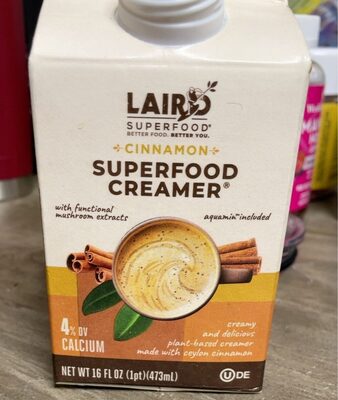 LAIRD
SUPERFOOD®
BETTER FOOD. BETTER YOU.
CINNAMON
SUPERFOOD
CREAMER®
with functional
mushroom extracts
aquamin™ included
4% DV
CALCIUM
creamy
and delicious
plant-based creamer
made with ceylon cinnamon
NET WT 16 FL OZ (1pt)(473mL)
U DE